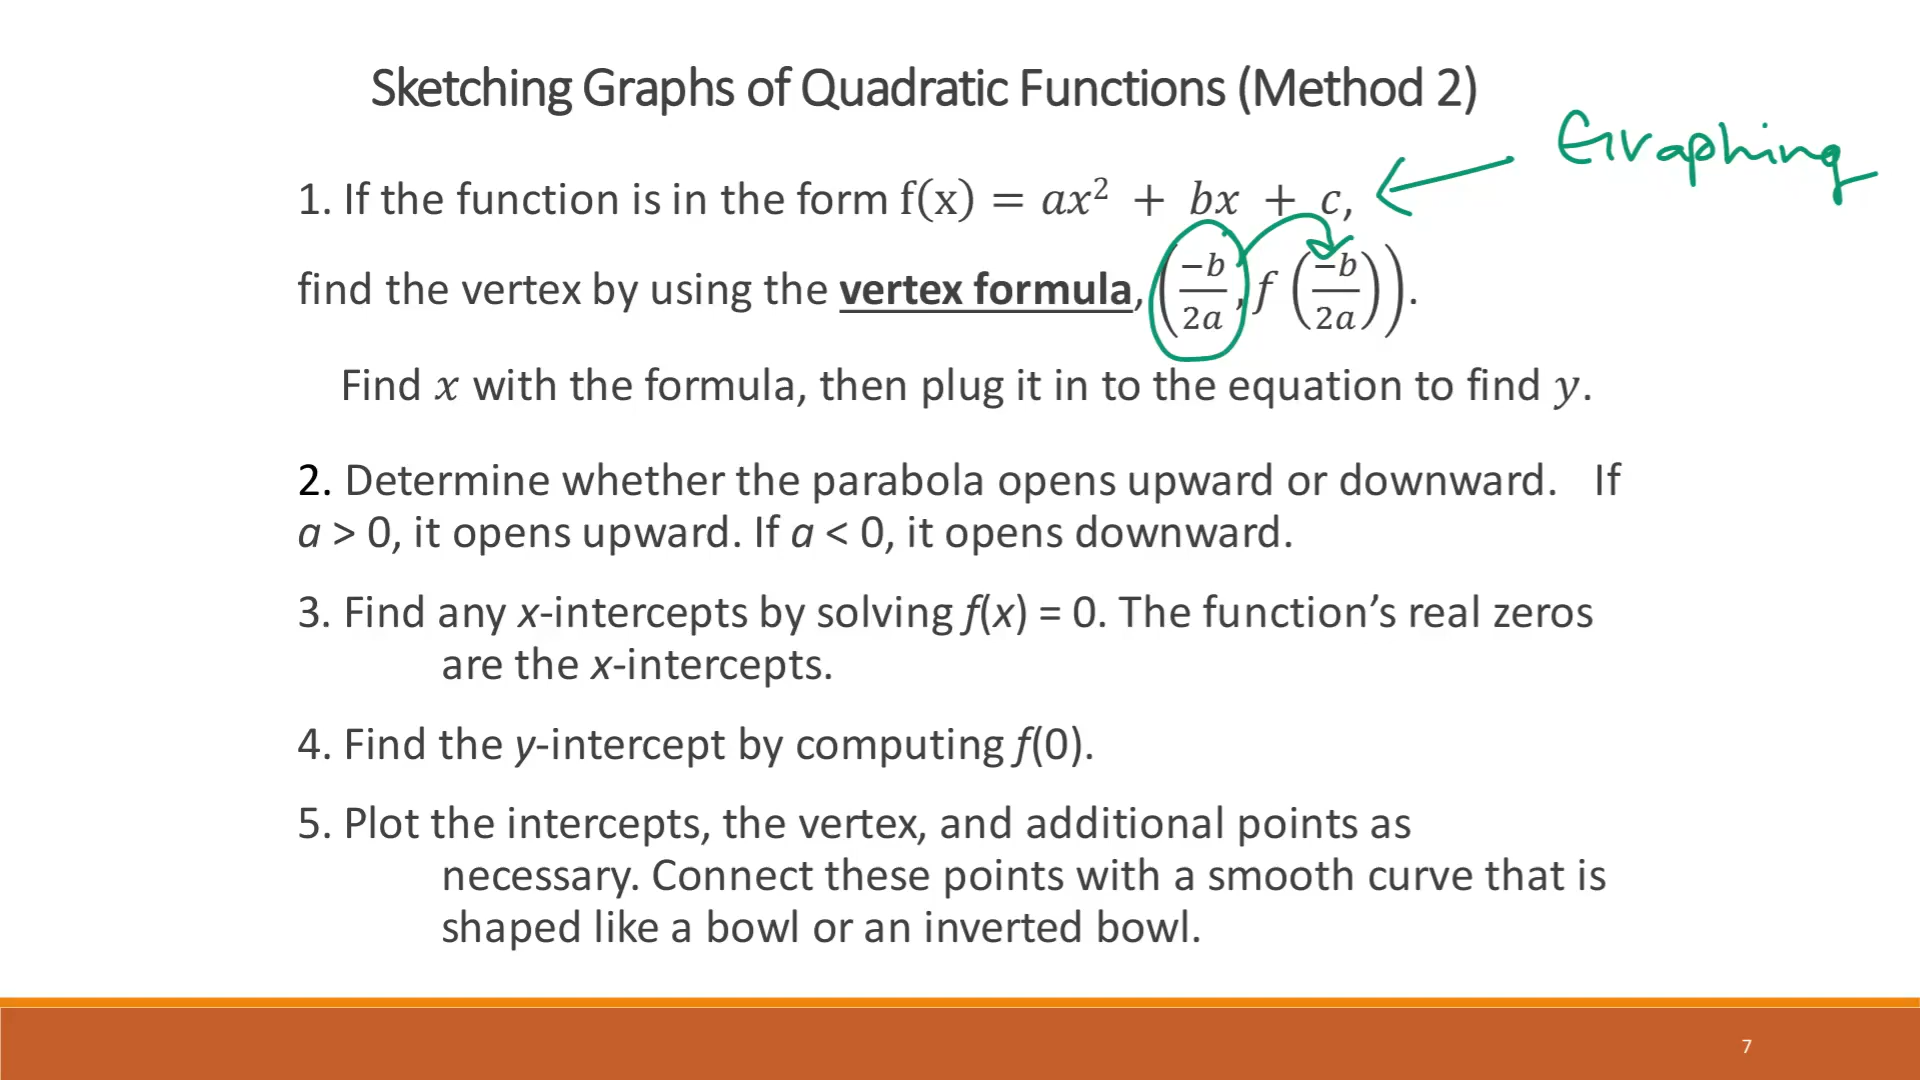 Sketching Graphs of Quadratic Functions (Method 2)
Graphing
1. If the function is in the form f(x) = ax² + bx + c,
find the vertex by using the vertex formula, (−b/2a, f(−b/2a)).
Find x with the formula, then plug it in to the equation to find y.
2. Determine whether the parabola opens upward or downward. If
a > 0, it opens upward. If a < 0, it opens downward.
3. Find any x-intercepts by solving f(x) = 0. The function’s real zeros
are the x-intercepts.
4. Find the y-intercept by computing f(0).
5. Plot the intercepts, the vertex, and additional points as
necessary. Connect these points with a smooth curve that is
shaped like a bowl or an inverted bowl.
7